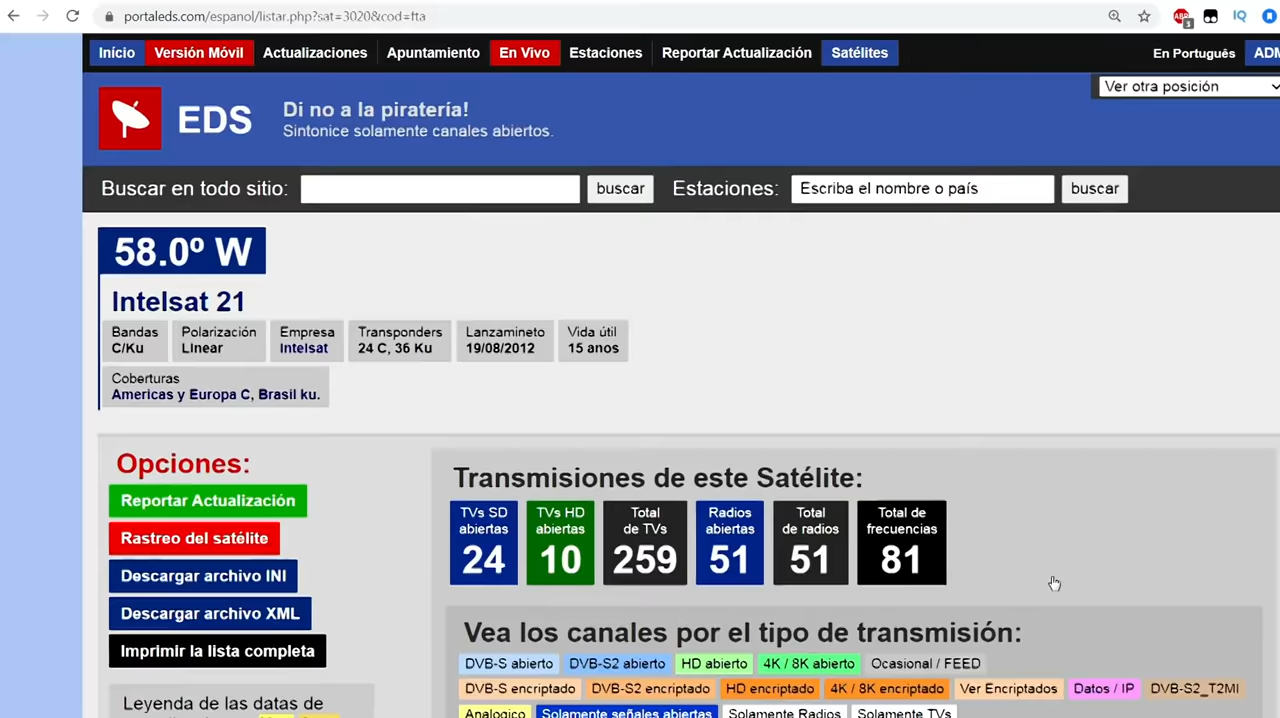 portaleds.com/espanol/listar.php?sat=3020&cod=fta
ABP
1
IQ
Início Versión Móvil Actualizaciones Apuntamiento En Vivo Estaciones Reportar Actualización Satélites En Português ADM
Ver otra posición
EDS
Di no a la piratería!
Sintonice solamente canales abiertos.
Buscar en todo sitio: buscar Estaciones: Escriba el nombre o país buscar
58.0º W
Intelsat 21
Bandas Polarización Empresa Transponders Lanzamineto Vida útil
C/Ku Linear Intelsat 24 C, 36 Ku 19/08/2012 15 anos
Coberturas
Americas y Europa C, Brasil ku.
Opciones:
Reportar Actualización
Rastreo del satélite
Descargar archivo INI
Descargar archivo XML
Imprimir la lista completa
Leyenda de las datas de
Transmisiones de este Satélite:
TVs SD TVs HD Total Radios Total Total de
abiertas abiertas de TVs abiertas de radios frecuencias
24 10 259 51 51 81
Vea los canales por el tipo de transmisión:
DVB-S abierto DVB-S2 abierto HD abierto 4K / 8K abierto Ocasional / FEED
DVB-S encriptado DVB-S2 encriptado HD encriptado 4K / 8K encriptado Ver Encriptados Datos / IP DVB-S2_T2MI
Analogico Solamente señales abiertas Solamente Radios Solamente TVs